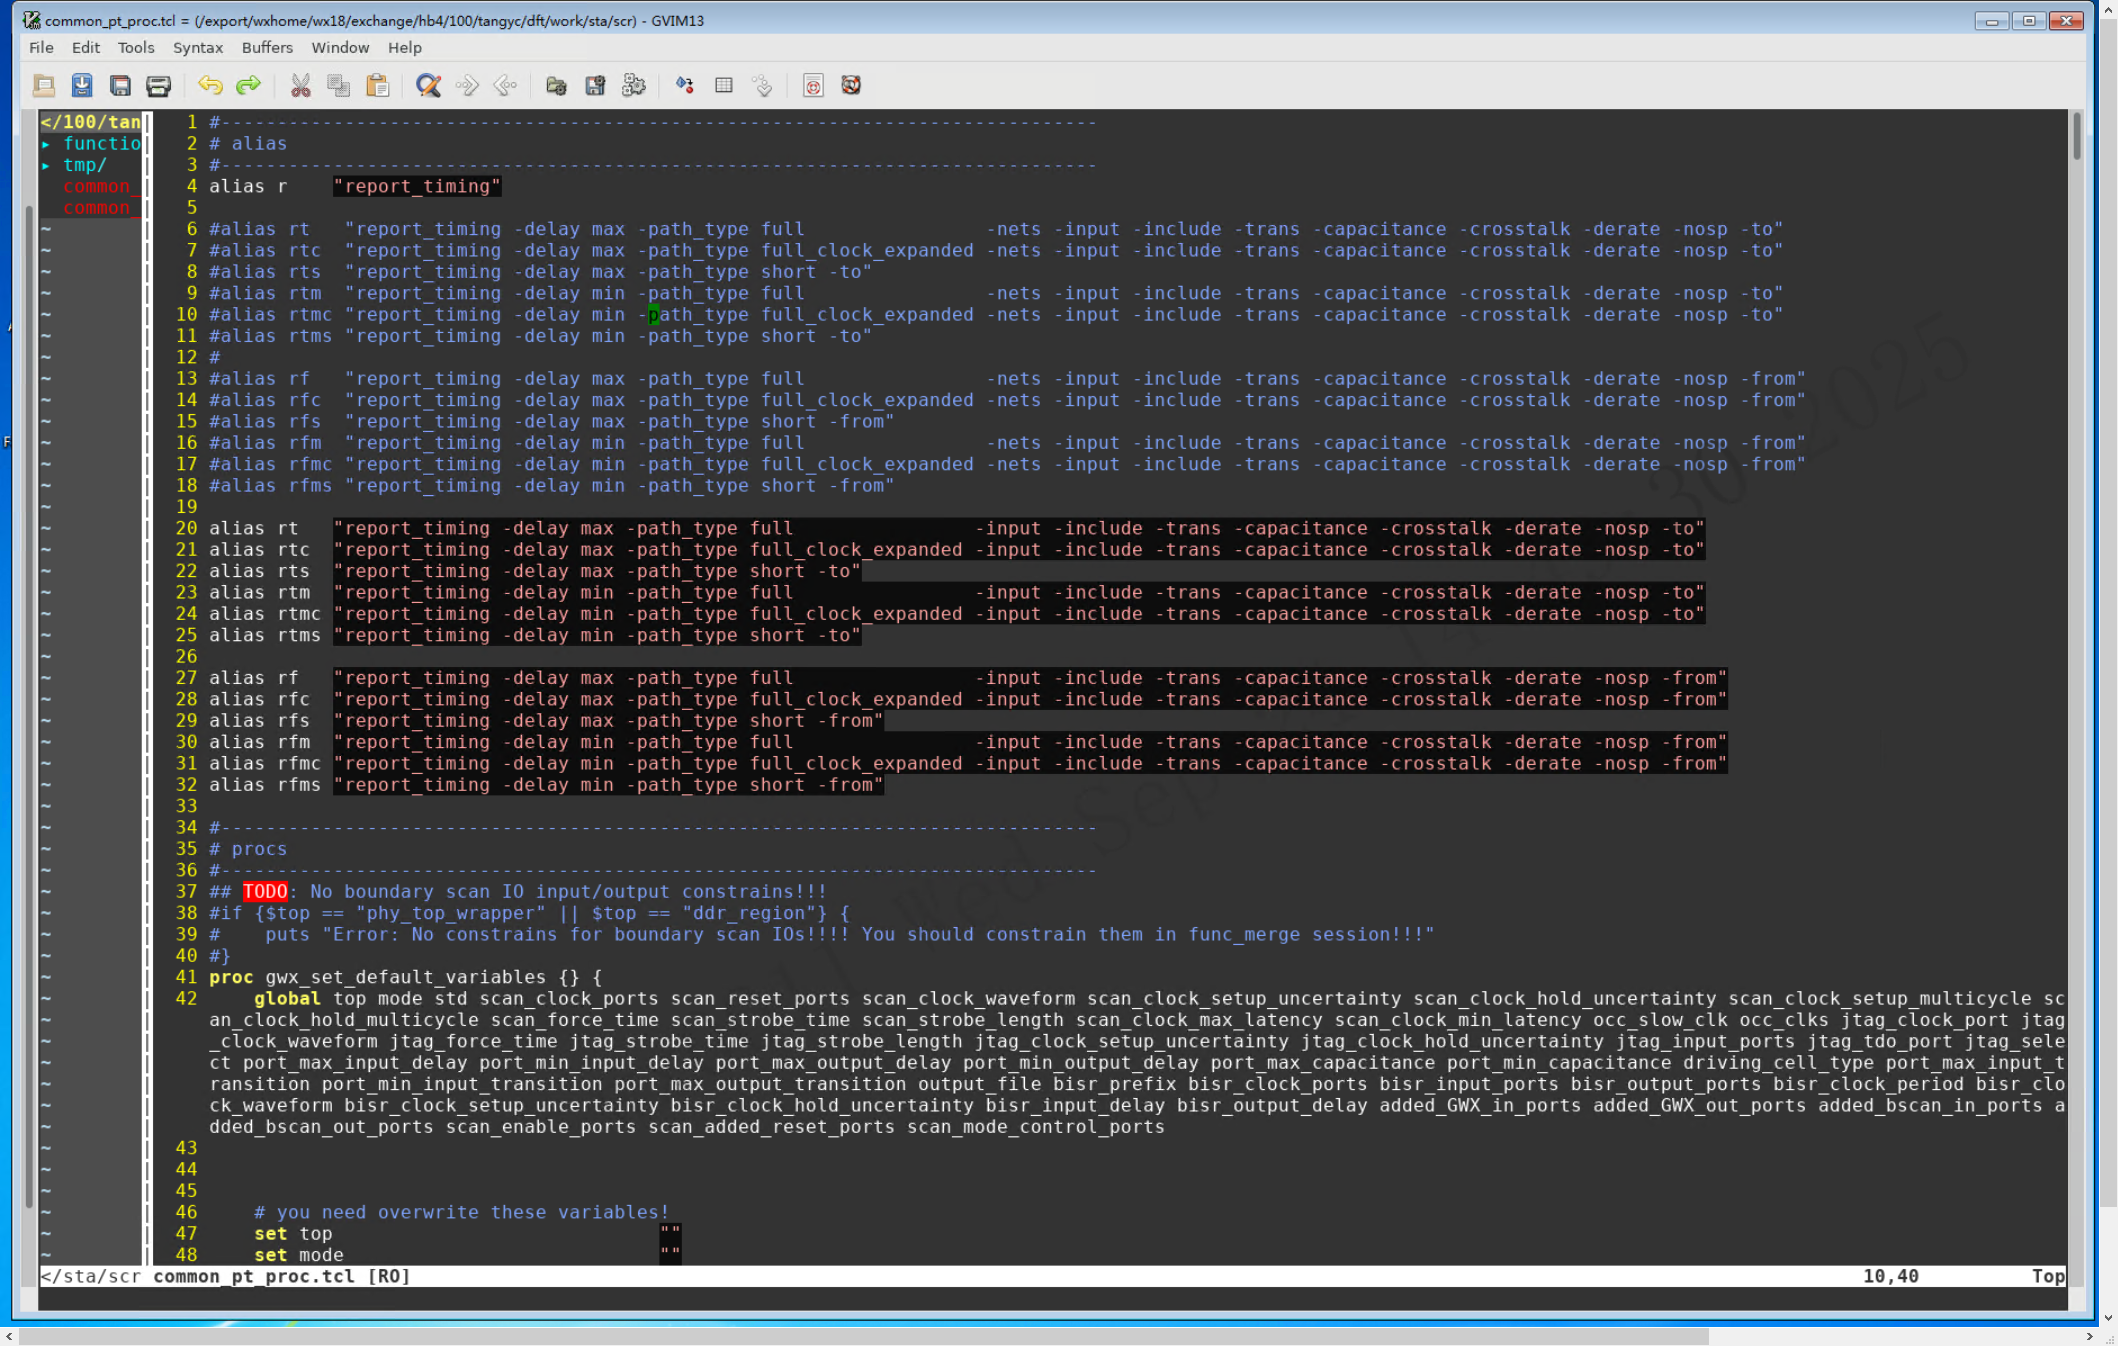 common_pt_proc.tcl = (/export/wxhome/wx18/exchange/hb4/100/tangyc/dft/work/sta/scr) - GVIM13
File Edit Tools Syntax Buffers Window Help
</100/tan
▸ functio
▸ tmp/
common_
common_
1 #------------------------------------------------------------------------------
2 # alias
3 #------------------------------------------------------------------------------
4 alias r    "report_timing"
5
6 #alias rt   "report_timing -delay max -path_type full                -nets -input -include -trans -capacitance -crosstalk -derate -nosp -to"
7 #alias rtc  "report_timing -delay max -path_type full_clock_expanded -nets -input -include -trans -capacitance -crosstalk -derate -nosp -to"
8 #alias rts  "report_timing -delay max -path_type short -to"
9 #alias rtm  "report_timing -delay min -path_type full                -nets -input -include -trans -capacitance -crosstalk -derate -nosp -to"
10 #alias rtmc "report_timing -delay min -path_type full_clock_expanded -nets -input -include -trans -capacitance -crosstalk -derate -nosp -to"
11 #alias rtms "report_timing -delay min -path_type short -to"
12 #
13 #alias rf   "report_timing -delay max -path_type full                -nets -input -include -trans -capacitance -crosstalk -derate -nosp -from"
14 #alias rfc  "report_timing -delay max -path_type full_clock_expanded -nets -input -include -trans -capacitance -crosstalk -derate -nosp -from"
15 #alias rfs  "report_timing -delay max -path_type short -from"
16 #alias rfm  "report_timing -delay min -path_type full                -nets -input -include -trans -capacitance -crosstalk -derate -nosp -from"
17 #alias rfmc "report_timing -delay min -path_type full_clock_expanded -nets -input -include -trans -capacitance -crosstalk -derate -nosp -from"
18 #alias rfms "report_timing -delay min -path_type short -from"
19
20 alias rt   "report_timing -delay max -path_type full                -input -include -trans -capacitance -crosstalk -derate -nosp -to"
21 alias rtc  "report_timing -delay max -path_type full_clock_expanded -input -include -trans -capacitance -crosstalk -derate -nosp -to"
22 alias rts  "report_timing -delay max -path_type short -to"
23 alias rtm  "report_timing -delay min -path_type full                -input -include -trans -capacitance -crosstalk -derate -nosp -to"
24 alias rtmc "report_timing -delay min -path_type full_clock_expanded -input -include -trans -capacitance -crosstalk -derate -nosp -to"
25 alias rtms "report_timing -delay min -path_type short -to"
26
27 alias rf   "report_timing -delay max -path_type full                -input -include -trans -capacitance -crosstalk -derate -nosp -from"
28 alias rfc  "report_timing -delay max -path_type full_clock_expanded -input -include -trans -capacitance -crosstalk -derate -nosp -from"
29 alias rfs  "report_timing -delay max -path_type short -from"
30 alias rfm  "report_timing -delay min -path_type full                -input -include -trans -capacitance -crosstalk -derate -nosp -from"
31 alias rfmc "report_timing -delay min -path_type full_clock_expanded -input -include -trans -capacitance -crosstalk -derate -nosp -from"
32 alias rfms "report_timing -delay min -path_type short -from"
33
34 #------------------------------------------------------------------------------
35 # procs
36 #------------------------------------------------------------------------------
37 ## TODO: No boundary scan IO input/output constrains!!!
38 #if {$top == "phy_top_wrapper" || $top == "ddr_region"} {
39 #    puts "Error: No constrains for boundary scan IOs!!!! You should constrain them in func_merge session!!!"
40 #}
41 proc gwx_set_default_variables {} {
42     global top mode std scan_clock_ports scan_reset_ports scan_clock_waveform scan_clock_setup_uncertainty scan_clock_hold_uncertainty scan_clock_setup_multicycle sc
an_clock_hold_multicycle scan_force_time scan_strobe_time scan_strobe_length scan_clock_max_latency scan_clock_min_latency occ_slow_clk occ_clks jtag_clock_port jtag
_clock_waveform jtag_force_time jtag_strobe_time jtag_strobe_length jtag_clock_setup_uncertainty jtag_clock_hold_uncertainty jtag_input_ports jtag_tdo_port jtag_sele
ct port_max_input_delay port_min_input_delay port_max_output_delay port_min_output_delay port_max_capacitance port_min_capacitance driving_cell_type port_max_input_t
ransition port_min_input_transition port_max_output_transition output_file bisr_prefix bisr_clock_ports bisr_input_ports bisr_output_ports bisr_clock_period bisr_clo
ck_waveform bisr_clock_setup_uncertainty bisr_clock_hold_uncertainty bisr_input_delay bisr_output_delay added_GWX_in_ports added_GWX_out_ports added_bscan_in_ports a
dded_bscan_out_ports scan_enable_ports scan_added_reset_ports scan_mode_control_ports
43
44
45
46     # you need overwrite these variables!
47     set top                             ""
48     set mode                            ""
</sta/scr common_pt_proc.tcl [RO] 10,40 Top